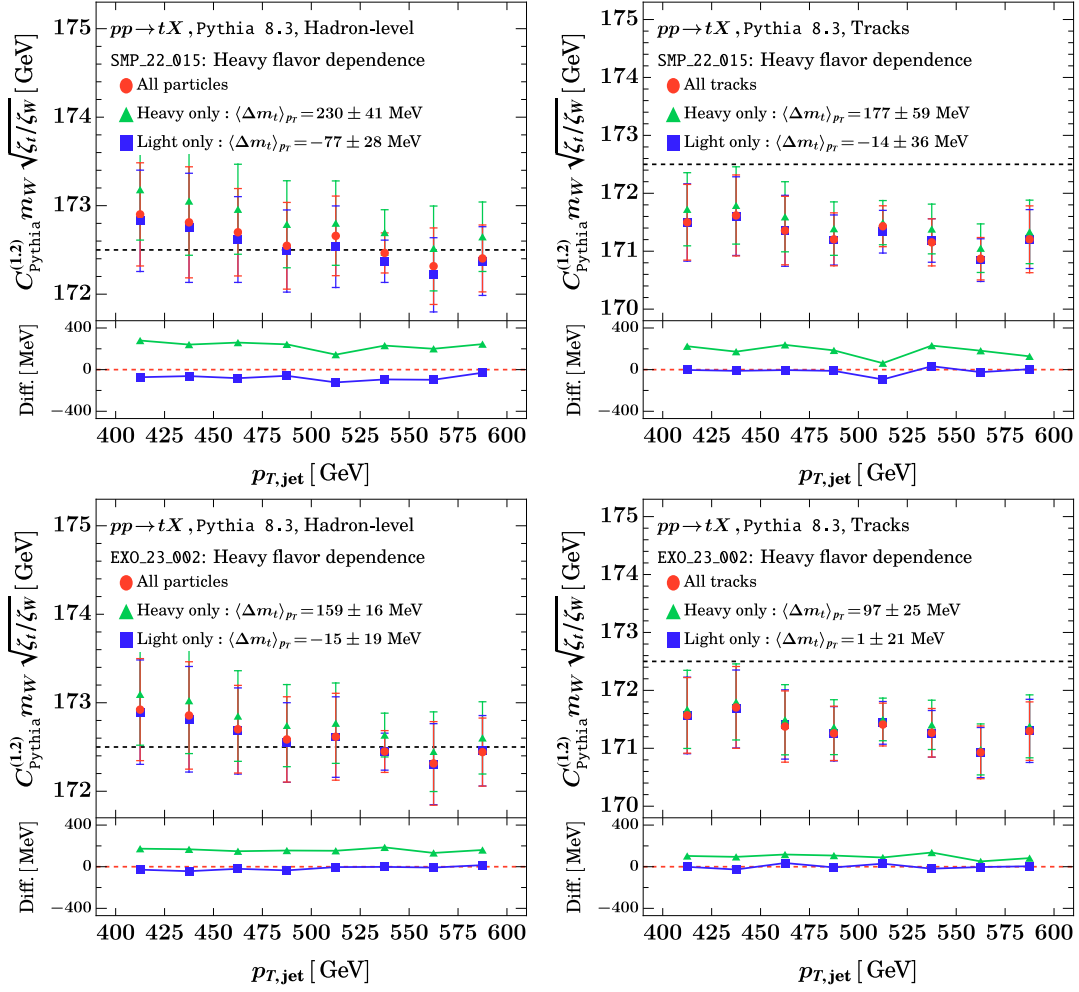 pp→tX , Pythia 8.3, Hadron-level
SMP_22_015: Heavy flavor dependence
All particles
Heavy only : ⟨Δm_t⟩_{p_T} = 230 ± 41 MeV
Light only : ⟨Δm_t⟩_{p_T} = −77 ± 28 MeV
C^{(1.2)}_{Pythia} m_W √ζ_t/ζ_W [ GeV]
175
174
173
172
Diff. [MeV]
400
0
−400
400 425 450 475 500 525 550 575 600
p_{T,jet} [ GeV]
pp→tX , Pythia 8.3, Tracks
SMP_22_015: Heavy flavor dependence
All tracks
Heavy only : ⟨Δm_t⟩_{p_T} = 177 ± 59 MeV
Light only : ⟨Δm_t⟩_{p_T} = −14 ± 36 MeV
C^{(1.2)}_{Pythia} m_W √ζ_t/ζ_W [ GeV]
175
174
173
172
171
170
Diff. [MeV]
400
0
−400
400 425 450 475 500 525 550 575 600
p_{T,jet} [ GeV]
pp→tX , Pythia 8.3, Hadron-level
EXO_23_002: Heavy flavor dependence
All particles
Heavy only : ⟨Δm_t⟩_{p_T} = 159 ± 16 MeV
Light only : ⟨Δm_t⟩_{p_T} = −15 ± 19 MeV
C^{(1.2)}_{Pythia} m_W √ζ_t/ζ_W [ GeV]
175
174
173
172
Diff. [MeV]
400
0
−400
400 425 450 475 500 525 550 575 600
p_{T,jet} [ GeV]
pp→tX , Pythia 8.3, Tracks
EXO_23_002: Heavy flavor dependence
All tracks
Heavy only : ⟨Δm_t⟩_{p_T} = 97 ± 25 MeV
Light only : ⟨Δm_t⟩_{p_T} = 1 ± 21 MeV
C^{(1.2)}_{Pythia} m_W √ζ_t/ζ_W [ GeV]
175
174
173
172
171
170
Diff. [MeV]
400
0
−400
400 425 450 475 500 525 550 575 600
p_{T,jet} [ GeV]